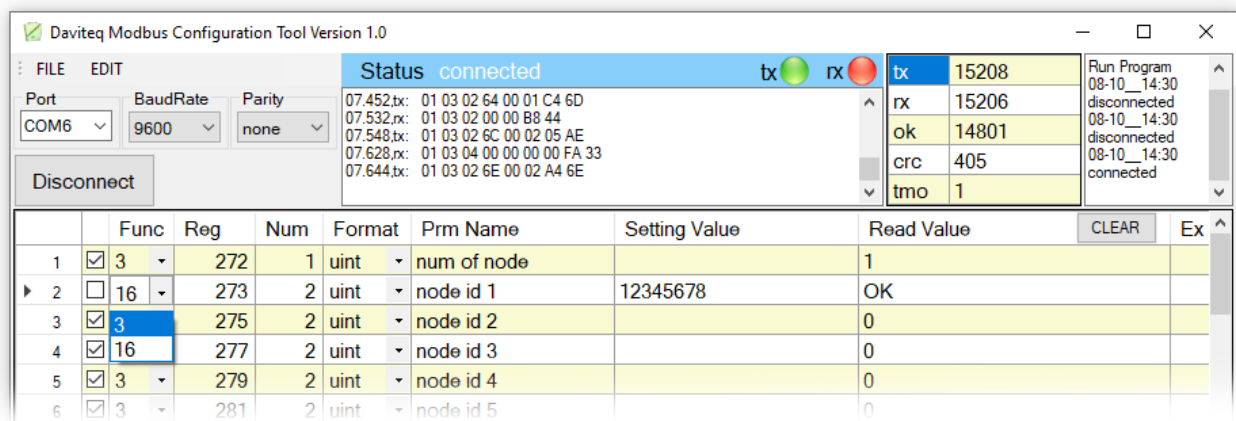 Daviteq Modbus Configuration Tool Version 1.0
FILE EDIT
Port BaudRate Parity
COM6 9600 none
Disconnect
Status connected tx rx
07.452,tx: 01 03 02 64 00 01 C4 6D
07.532,rx: 01 03 02 00 00 B8 44
07.548,tx: 01 03 02 6C 00 02 05 AE
07.628,rx: 01 03 04 00 00 00 00 FA 33
07.644,tx: 01 03 02 6E 00 02 A4 6E
tx 15208
rx 15206
ok 14801
crc 405
tmo 1
Run Program
08-10__14:30
disconnected
08-10__14:30
disconnected
08-10__14:30
connected
Func Reg Num Format Prm Name Setting Value Read Value CLEAR Ex
1 3 272 1 uint num of node 1
2 16 273 2 uint node id 1 12345678 OK
3 3 275 2 uint node id 2 0
4 16 277 2 uint node id 3 0
5 3 279 2 uint node id 4 0
6 3 281 2 uint node id 5 0